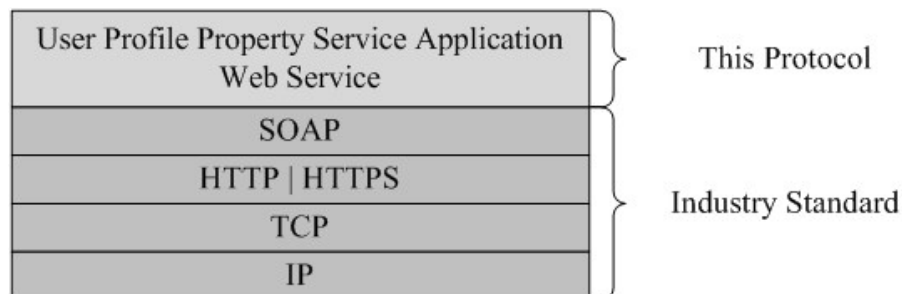 User Profile Property Service Application
Web Service
This Protocol
SOAP
HTTP | HTTPS
TCP
IP
Industry Standard